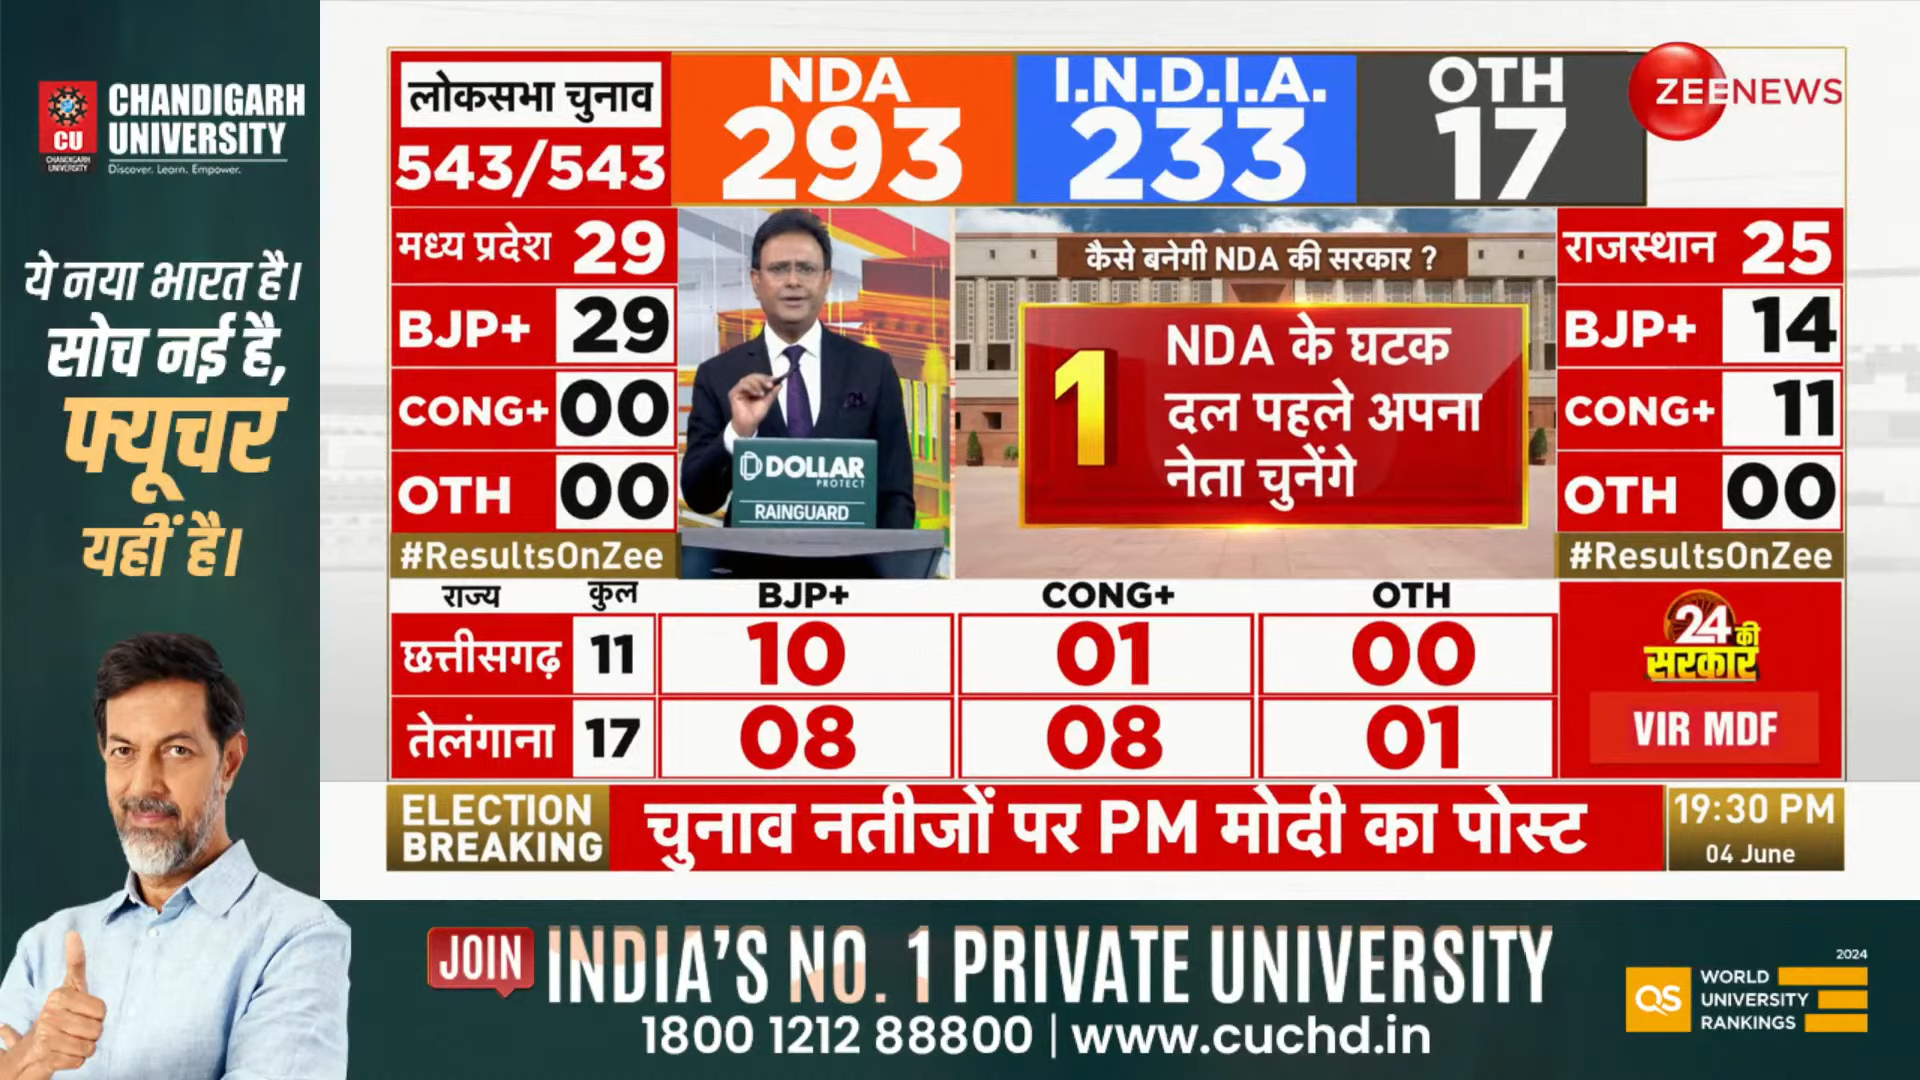 CHANDIGARH
UNIVERSITY
Discover. Learn. Empower.
CU
CHANDIGARH
UNIVERSITY
ये नया भारत है।
सोच नई है,
फ्यूचर
यहीं है।
लोकसभा चुनाव
543/543
NDA
293
I.N.D.I.A.
233
OTH
17
ZEENEWS
मध्य प्रदेश 29
BJP+ 29
CONG+ 00
OTH 00
#ResultsOnZee
DOLLAR
PROTECT
RAINGUARD
कैसे बनेगी NDA की सरकार ?
1
NDA के घटक
दल पहले अपना
नेता चुनेंगे
राजस्थान 25
BJP+ 14
CONG+ 11
OTH 00
#ResultsOnZee
राज्य कुल BJP+ CONG+ OTH
छत्तीसगढ़ 11 10 01 00
तेलंगाना 17 08 08 01
24 की
सरकार
VIR MDF
ELECTION
BREAKING
चुनाव नतीजों पर PM मोदी का पोस्ट
19:30 PM
04 June
JOIN INDIA'S NO. 1 PRIVATE UNIVERSITY
1800 1212 88800 | www.cuchd.in
2024
QS
WORLD
UNIVERSITY
RANKINGS